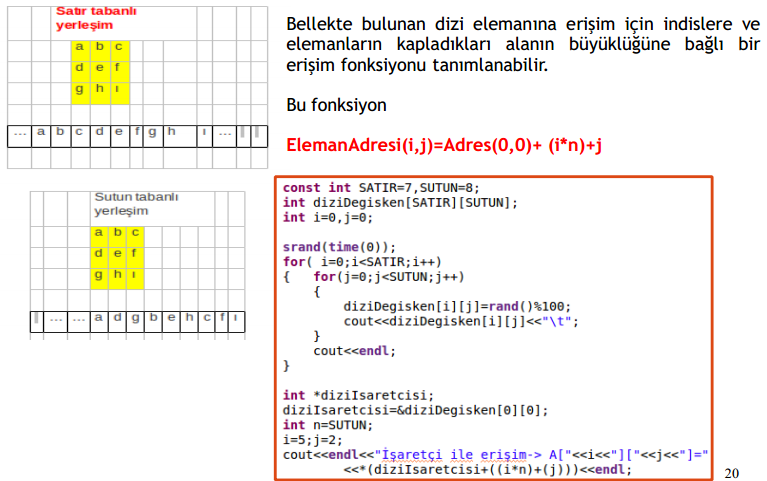 Satır tabanlı
yerleşim
a b c
d e f
g h ı
... a b c d e f g h ı ...
Sutun tabanlı
yerleşim
a b c
d e f
g h ı
... ... a d g b e h c f ı
Bellekte bulunan dizi elemanına erişim için indislere ve
elemanların kapladıkları alanın büyüklüğüne bağlı bir
erişim fonksiyonu tanımlanabilir.
Bu fonksiyon
ElemanAdresi(i,j)=Adres(0,0)+ (i*n)+j
const int SATIR=7,SUTUN=8;
int diziDegisken[SATIR][SUTUN];
int i=0,j=0;
srand(time(0));
for( i=0;i<SATIR;i++)
{   for(j=0;j<SUTUN;j++)
{
diziDegisken[i][j]=rand()%100;
cout<<diziDegisken[i][j]<<"\t";
}
cout<<endl;
}
int *diziIsaretcisi;
diziIsaretcisi=&diziDegisken[0][0];
int n=SUTUN;
i=5;j=2;
cout<<endl<<"İşaretçi ile erişim-> A["<<i<<"]["<<j<<"]="
<<*(diziIsaretcisi+((i*n)+(j)))<<endl;
20